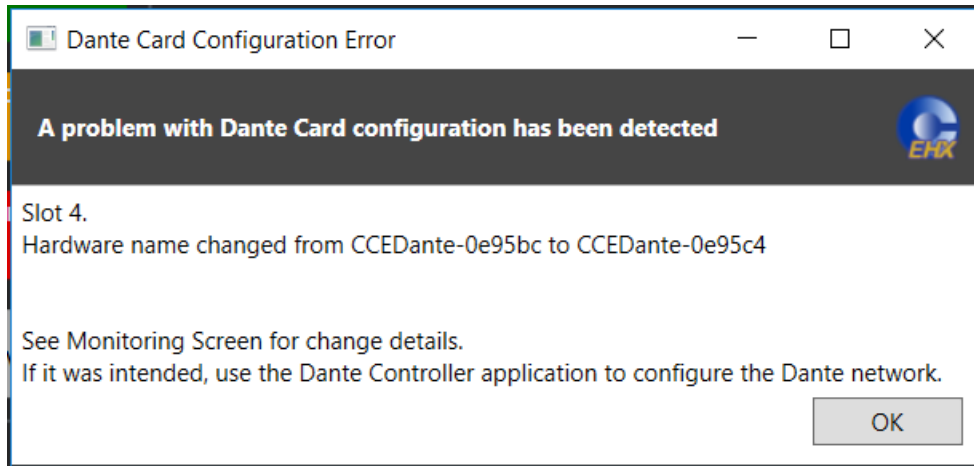 Dante Card Configuration Error
A problem with Dante Card configuration has been detected
EHX
Slot 4.
Hardware name changed from CCEDante-0e95bc to CCEDante-0e95c4
See Monitoring Screen for change details.
If it was intended, use the Dante Controller application to configure the Dante network.
OK